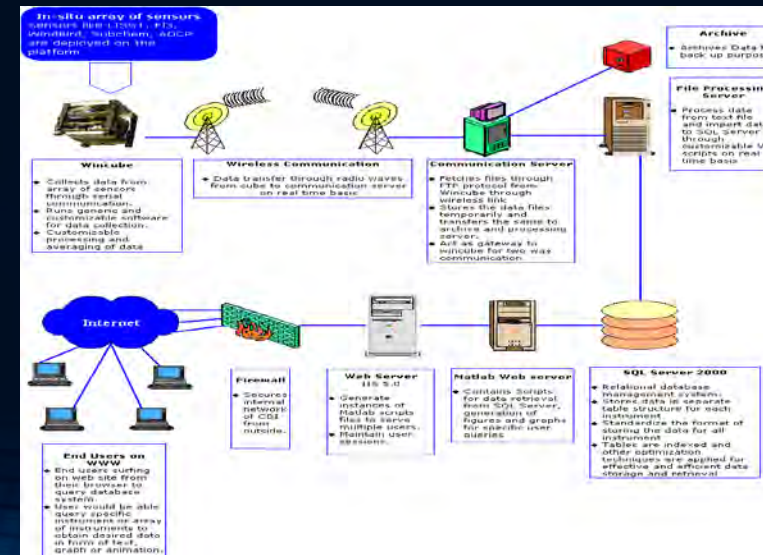 In-situ array of sensors
Sensors like LISST, FIS,
Windbird, Subchem, ADCP
are deployed on the
platform
Archive
• Archives Data
back up purpos
File Processin
Server
• Process data
from text file
and import dat
to SQL Server
through
customizable V
scripts on real
time basis
Wincube
• Collects data from
array of sensors
through serial
communication.
• Runs generic and
customizable software
for data collection.
• Customizable
processing and
averaging of data
Wireless Communication
• Data transfer through radio waves
from cube to communication server
on real time basis
Communication Server
• Fetches files through
FTP protocol from
Wincube through
wireless link
• Stores the data files
temporarily and
transfers the same to
archive and processing
server.
• Act as gateway to
wincube for two way
communication
Internet
Firewall
• Secures
internal
network
of CBI
from
outside.
Web Server
IIS 5.0
• Generate
instances of
Matlab scripts
files to serve
multiple users.
• Maintain user
sessions.
Matlab Web server
• Contains Scripts
for data retrieval
from SQL Server,
generation of
figures and graphs
for specific user
queries
SQL Server 2000
• Relational database
management system.
• Stores data in separate
table structure for each
instrument
• Standardize the format of
storing the data for all
instrument
• Tables are indexed and
other optimization
techniques are applied for
effective and efficient data
storage and retrieval
End Users on
WWW
• End users surfing
on web site from
their browser to
query database
system.
• User would be able
query specific
instrument or array
of instruments to
obtain desired data
in form of text,
graph or animation.